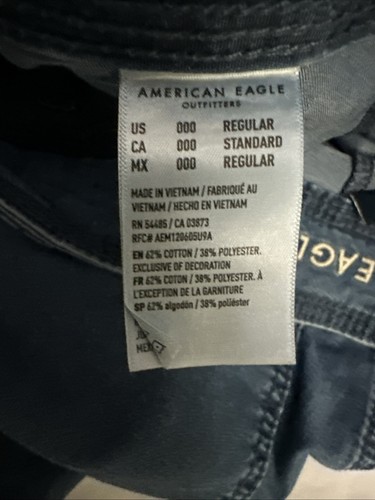 AMERICAN EAGLE
OUTFITTERS
US 000 REGULAR
CA 000 STANDARD
MX 000 REGULAR
MADE IN VIETNAM / FABRIQUÉ AU
VIETNAM / HECHO EN VIETNAM
RN 54485 / CA 03873
RFC# AEM120605U9A
EN 62% COTTON / 38% POLYESTER.
EXCLUSIVE OF DECORATION
FR 62% COTON / 38% POLYESTER. À
L'EXCEPTION DE LA GARNITURE
SP 62% algodón / 38% poliéster
EAGL